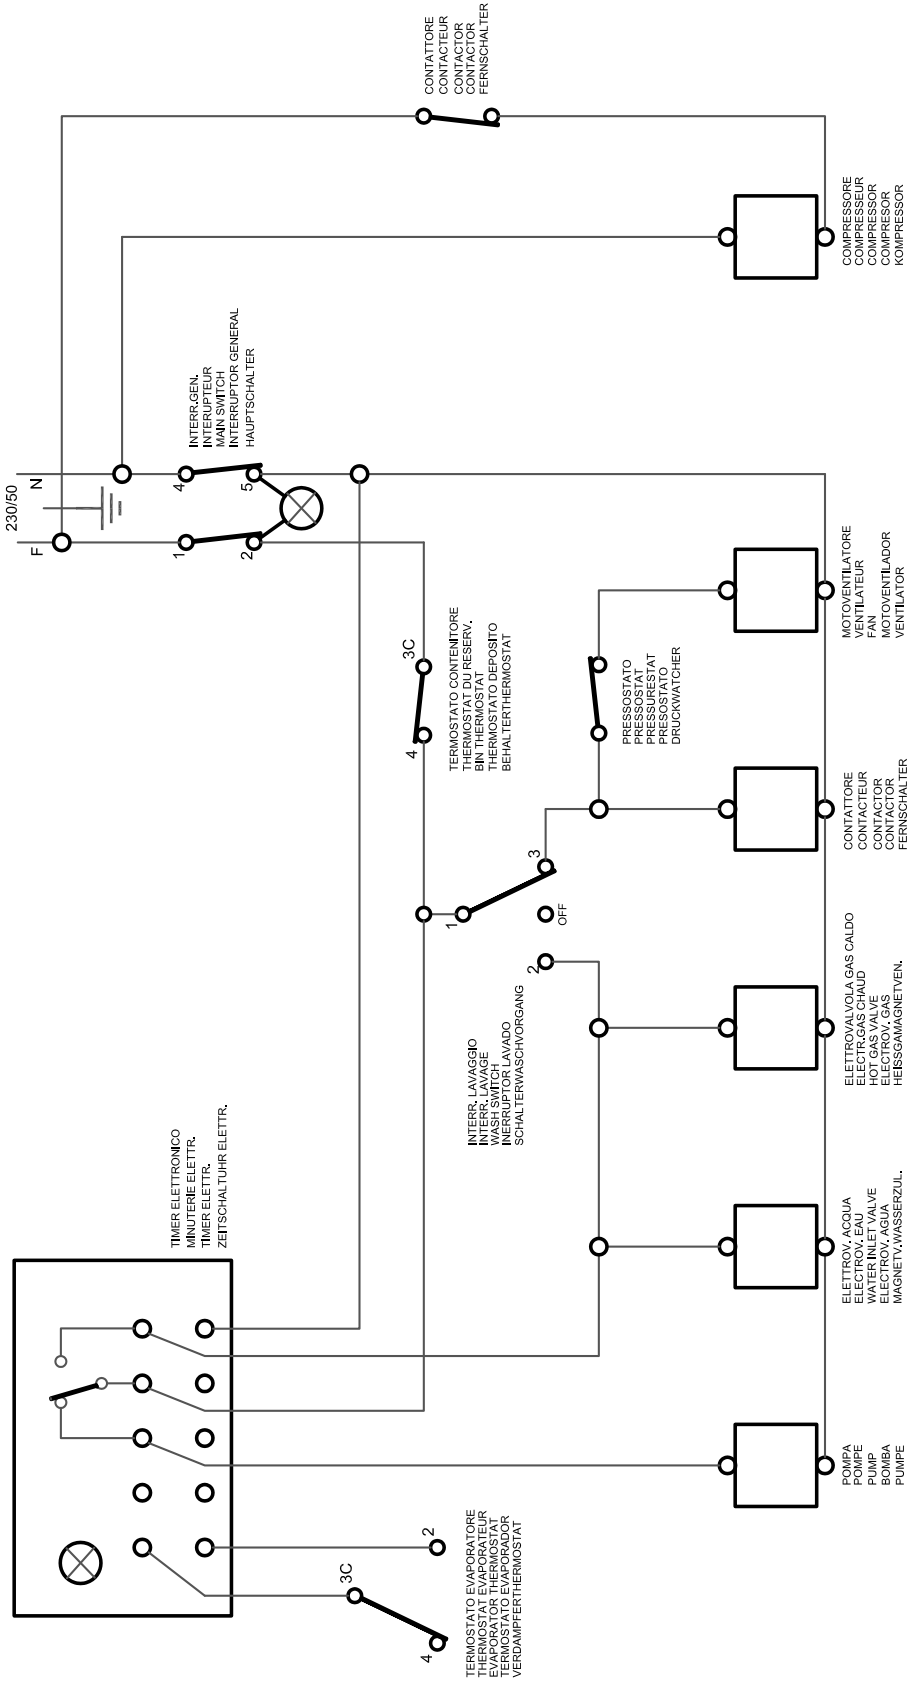 CONTATTORE
CONTACTEUR
CONTACTOR
CONTACTOR
FERNSCHALTER
COMPRESSORE
COMPRESSEUR
COMPRESSOR
COMPRESOR
KOMPRESSOR
230/50
N
F
INTERR.GEN.
INTERUPTEUR
MAIN SWITCH
INTERRUPTOR GENERAL
HAUPTSCHALTER
4
5
1
2
MOTOVENTILATORE
VENTILATEUR
FAN
MOTOVENTILADOR
VENTILATOR
3C
4
TERMOSTATO CONTENITORE
THERMOSTAT DU RESERV.
BIN THERMOSTAT
THERMOSTATO DEPOSITO
BEHALTERTHERMOSTAT
PRESSOSTATO
PRESSOSTAT
PRESSURESTAT
PRESOSTATO
DRUCKWATCHER
CONTATTORE
CONTACTEUR
CONTACTOR
CONTACTOR
FERNSCHALTER
1
3
OFF
2
INTERR. LAVAGGIO
INTERR. LAVAGE
WASH SWITCH
INERRUPTOR LAVADO
SCHALTERWASCHVORGANG
ELETTROVALVOLA GAS CALDO
ELECTR.GAS CHAUD
HOT GAS VALVE
ELECTROV. GAS
HEISSGAMAGNETVEN.
TIMER ELETTRONICO
MINUTERIE ELETTR.
TIMER ELETTR.
ZEITSCHALTUHR ELETTR.
ELETTROV. ACQUA
ELECTROV. EAU
WATER INLET VALVE
ELECTROV. AGUA
MAGNETV.WASSERZUL.
POMPA
POMPE
PUMP
BOMBA
PUMPE
3C
2
4
TERMOSTATO EVAPORATORE
THERMOSTAT EVAPORATEUR
EVAPORATOR THERMOSTAT
TERMOSTATO EVAPORADOR
VERDAMPFERTHERMOSTAT